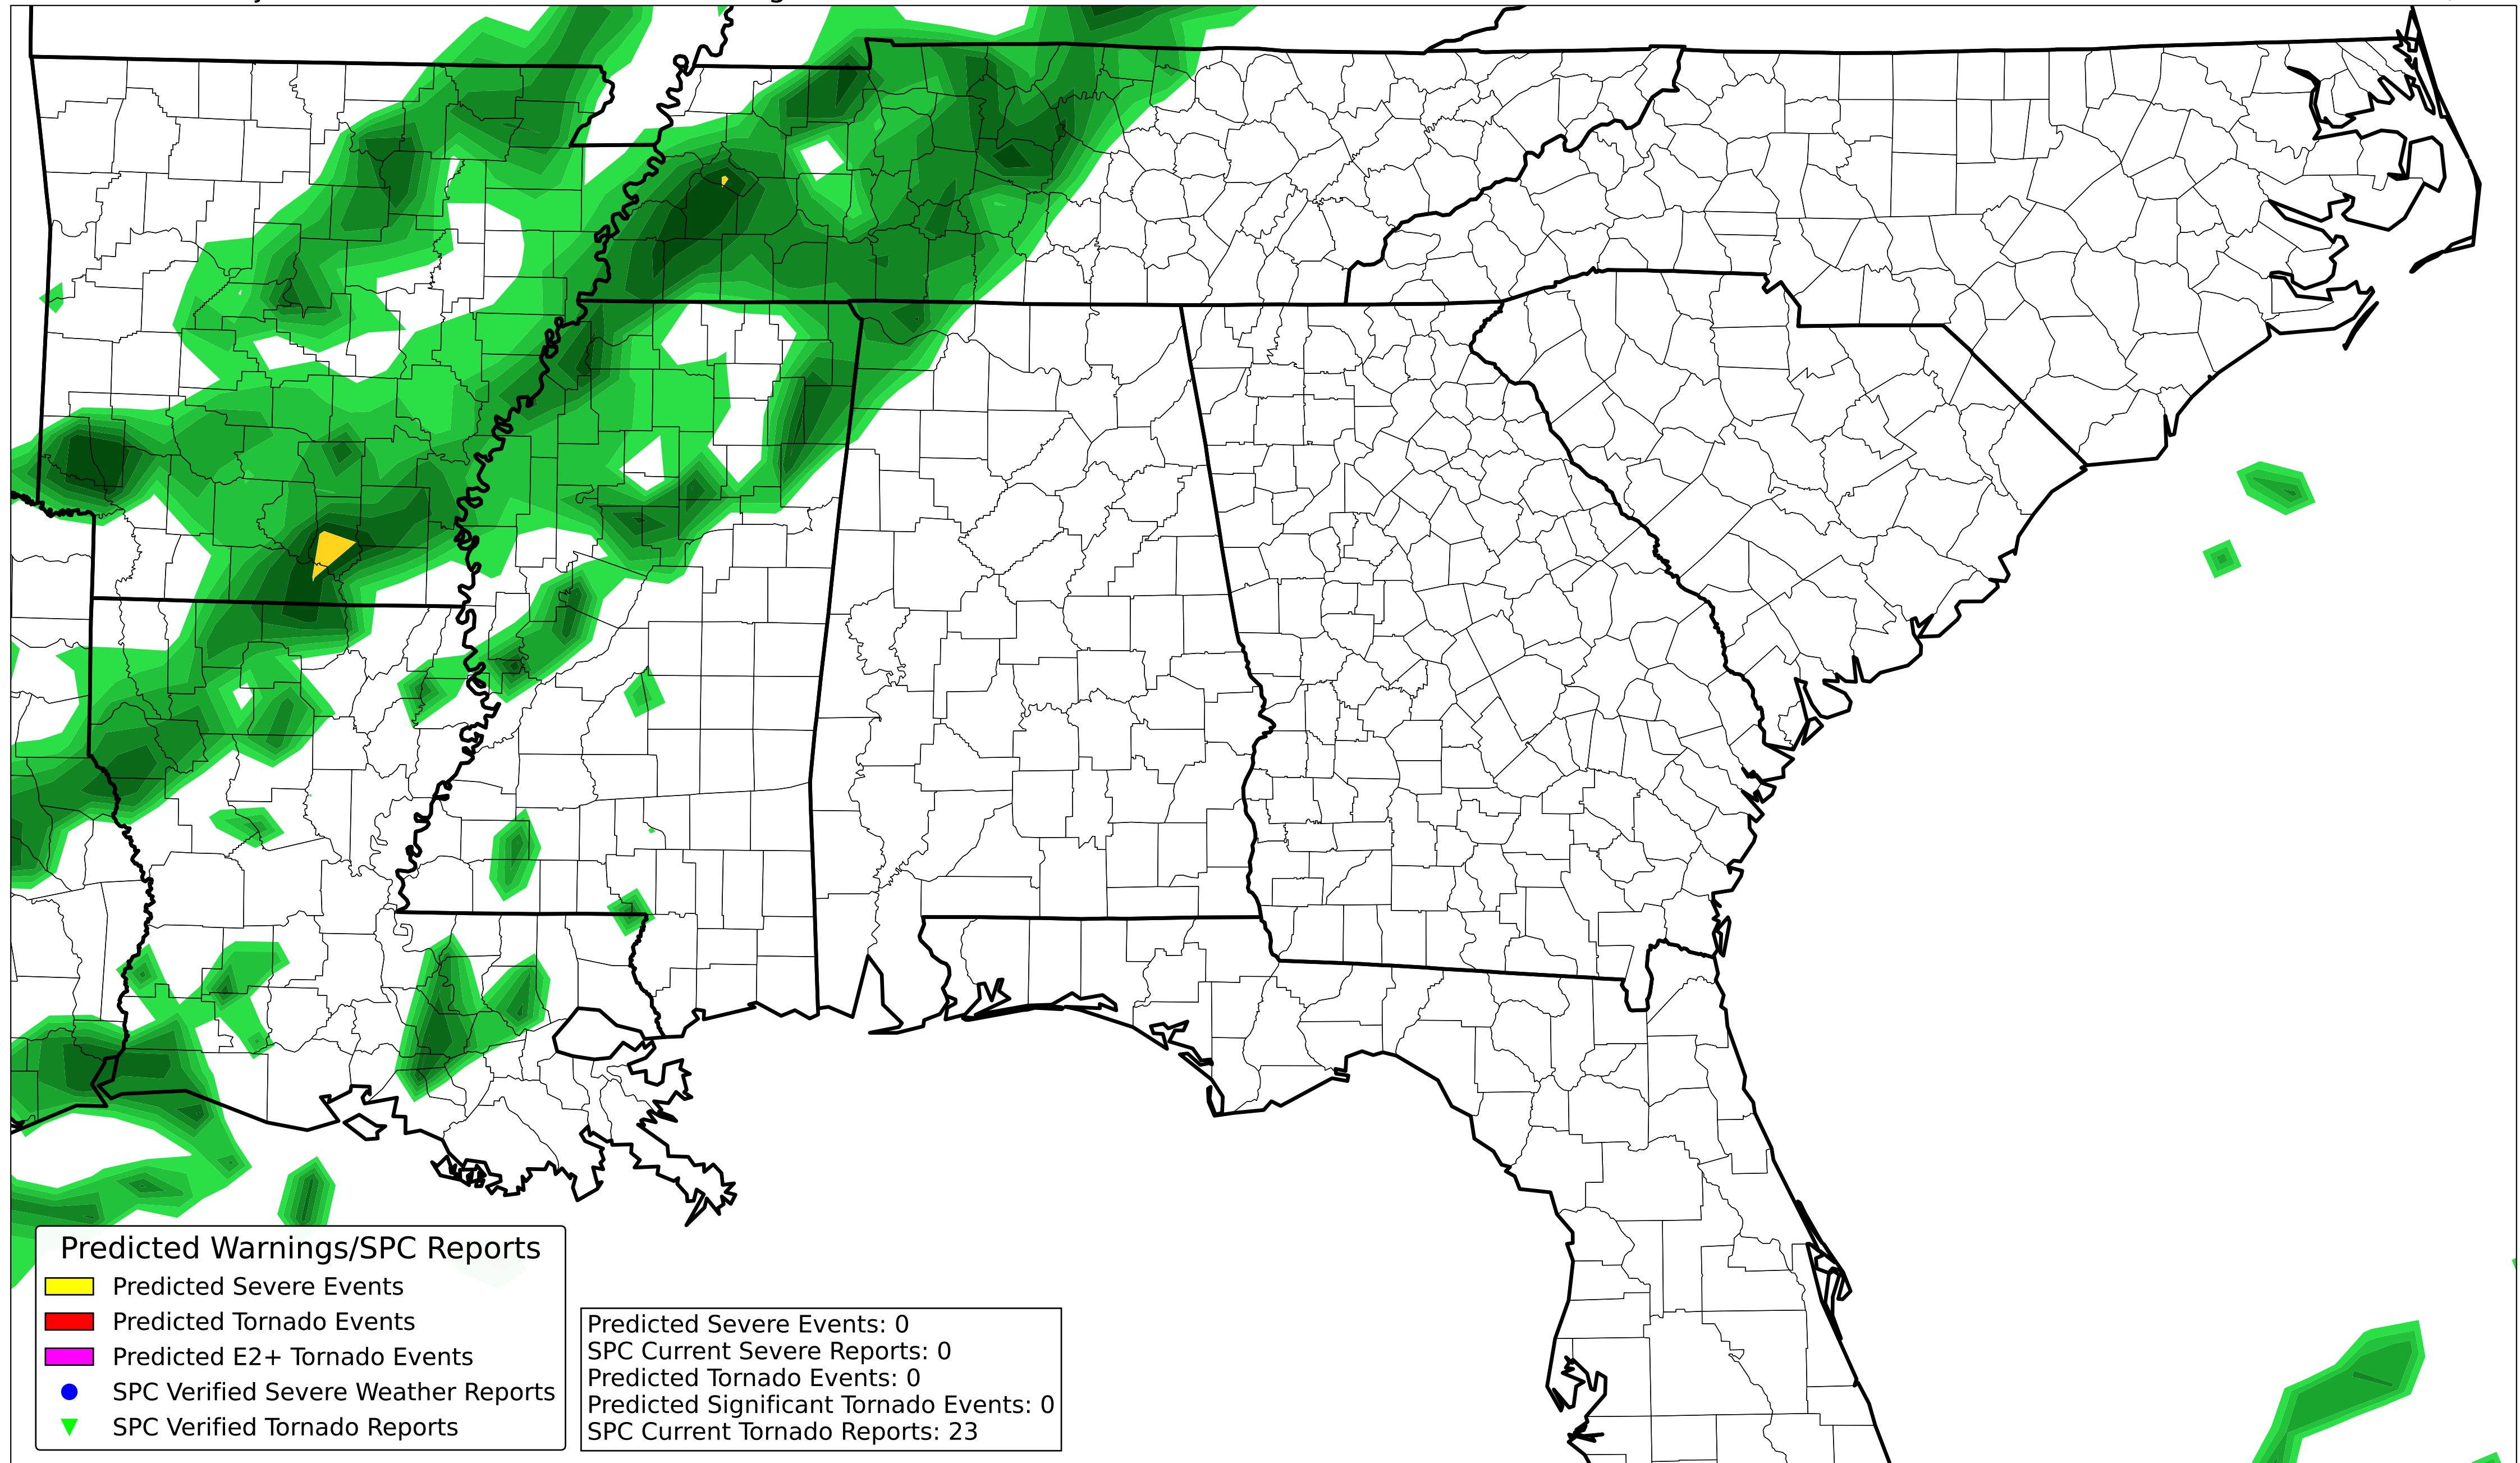 Predicted Warnings/SPC Reports
Predicted Severe Events
Predicted Tornado Events
Predicted E2+ Tornado Events
SPC Verified Severe Weather Reports
SPC Verified Tornado Reports
Predicted Severe Events: 0
SPC Current Severe Reports: 0
Predicted Tornado Events: 0
Predicted Significant Tornado Events: 0
SPC Current Tornado Reports: 23